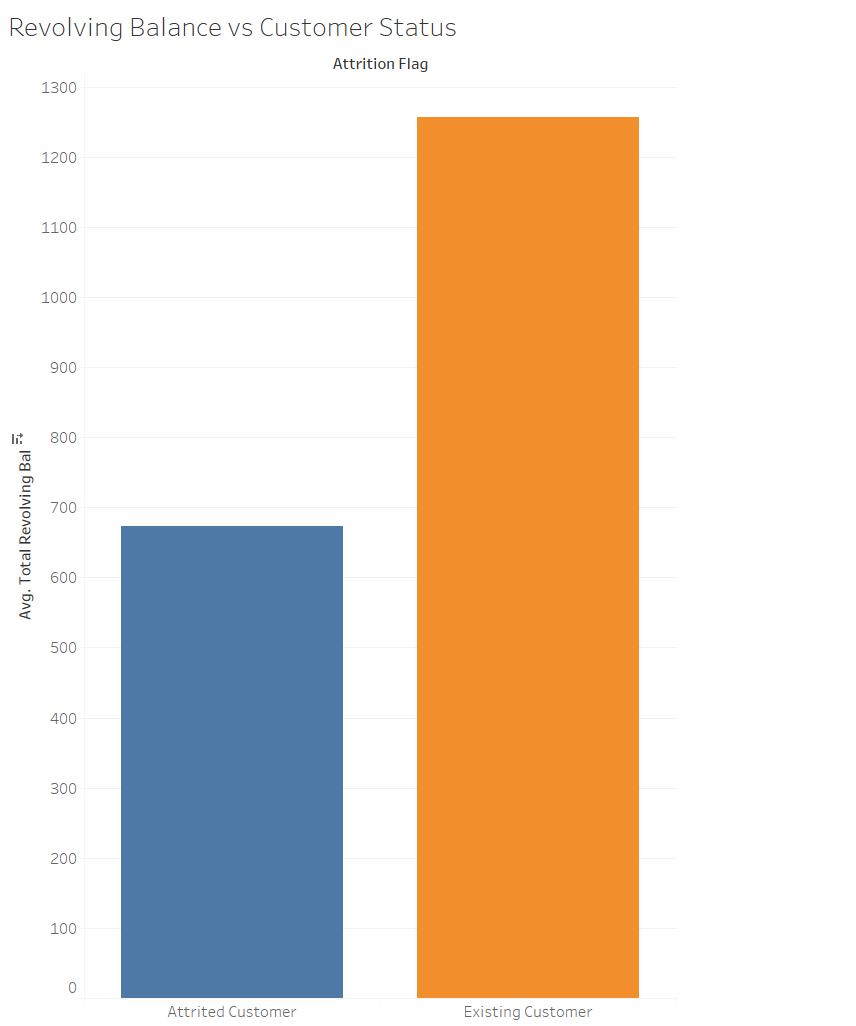 Revolving Balance vs Customer Status
Attrition Flag
1300
1200
1100
1000
900
800
700
600
500
400
300
200
100
0
Avg. Total Revolving Bal
Attrited Customer
Existing Customer